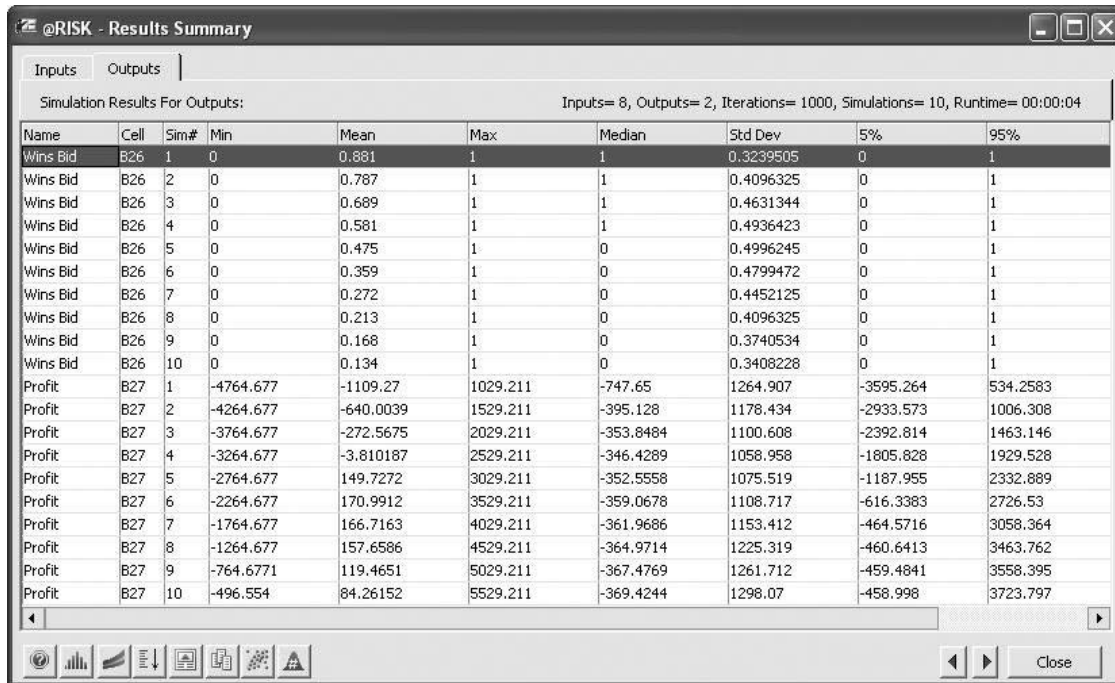 @RISK - Results Summary
Inputs Outputs
Simulation Results For Outputs: Inputs= 8, Outputs= 2, Iterations= 1000, Simulations= 10, Runtime= 00:00:04
Name Cell Sim# Min Mean Max Median Std Dev 5% 95%
Wins Bid B26 1 0 0.881 1 1 0.3239505 0 1
Wins Bid B26 2 0 0.787 1 1 0.4096325 0 1
Wins Bid B26 3 0 0.689 1 1 0.4631344 0 1
Wins Bid B26 4 0 0.581 1 1 0.4936423 0 1
Wins Bid B26 5 0 0.475 1 0 0.4996245 0 1
Wins Bid B26 6 0 0.359 1 0 0.4799472 0 1
Wins Bid B26 7 0 0.272 1 0 0.4452125 0 1
Wins Bid B26 8 0 0.213 1 0 0.4096325 0 1
Wins Bid B26 9 0 0.168 1 0 0.3740534 0 1
Wins Bid B26 10 0 0.134 1 0 0.3408228 0 1
Profit B27 1 -4764.677 -1109.27 1029.211 -747.65 1264.907 -3595.264 534.2583
Profit B27 2 -4264.677 -640.0039 1529.211 -395.128 1178.434 -2933.573 1006.308
Profit B27 3 -3764.677 -272.5675 2029.211 -353.8484 1100.608 -2392.814 1463.146
Profit B27 4 -3264.677 -3.810187 2529.211 -346.4289 1058.958 -1805.828 1929.528
Profit B27 5 -2764.677 149.7272 3029.211 -352.5558 1075.519 -1187.955 2332.889
Profit B27 6 -2264.677 170.9912 3529.211 -359.0678 1108.717 -616.3383 2726.53
Profit B27 7 -1764.677 166.7163 4029.211 -361.9686 1153.412 -464.5716 3058.364
Profit B27 8 -1264.677 157.6586 4529.211 -364.9714 1225.319 -460.6413 3463.762
Profit B27 9 -764.6771 119.4651 5029.211 -367.4769 1261.712 -459.4841 3558.395
Profit B27 10 -496.554 84.26152 5529.211 -369.4244 1298.07 -458.998 3723.797
Close